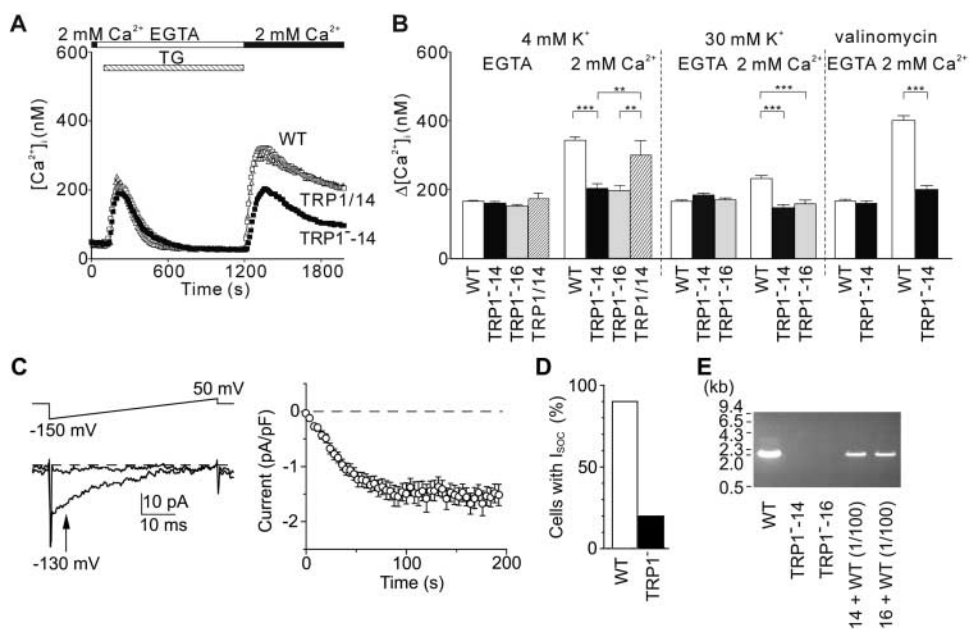 A
2 mM Ca²⁺ EGTA 2 mM Ca²⁺
600
TG
400
200
0
[Ca²⁺]ᵢ (nM)
WT
TRP1/14
TRP1⁻-14
0 600 1200 1800
Time (s)
B
4 mM K⁺ 30 mM K⁺ valinomycin
EGTA 2 mM Ca²⁺ EGTA 2 mM Ca²⁺ EGTA 2 mM Ca²⁺
600
400
200
0
Δ[Ca²⁺]ᵢ (nM)
** *** ** *** *** ***
WT TRP1⁻-14 TRP1⁻-16 TRP1/14 WT TRP1⁻-14 TRP1⁻-16 TRP1/14 WT TRP1⁻-14 TRP1⁻-16 WT TRP1⁻-14 TRP1⁻-16 WT TRP1⁻-14 WT TRP1⁻-14
C
50 mV
-150 mV
10 pA
10 ms
-130 mV
Current (pA/pF)
0
-1
-2
0 100 200
Time (s)
D
Cells with I_SOC (%)
100
50
0
WT TRP1⁻
E
(kb)
9.4
6.5
4.3
2.3
2.0
0.5
WT TRP1⁻-14 TRP1⁻-16 14 + WT (1/100) 16 + WT (1/100)